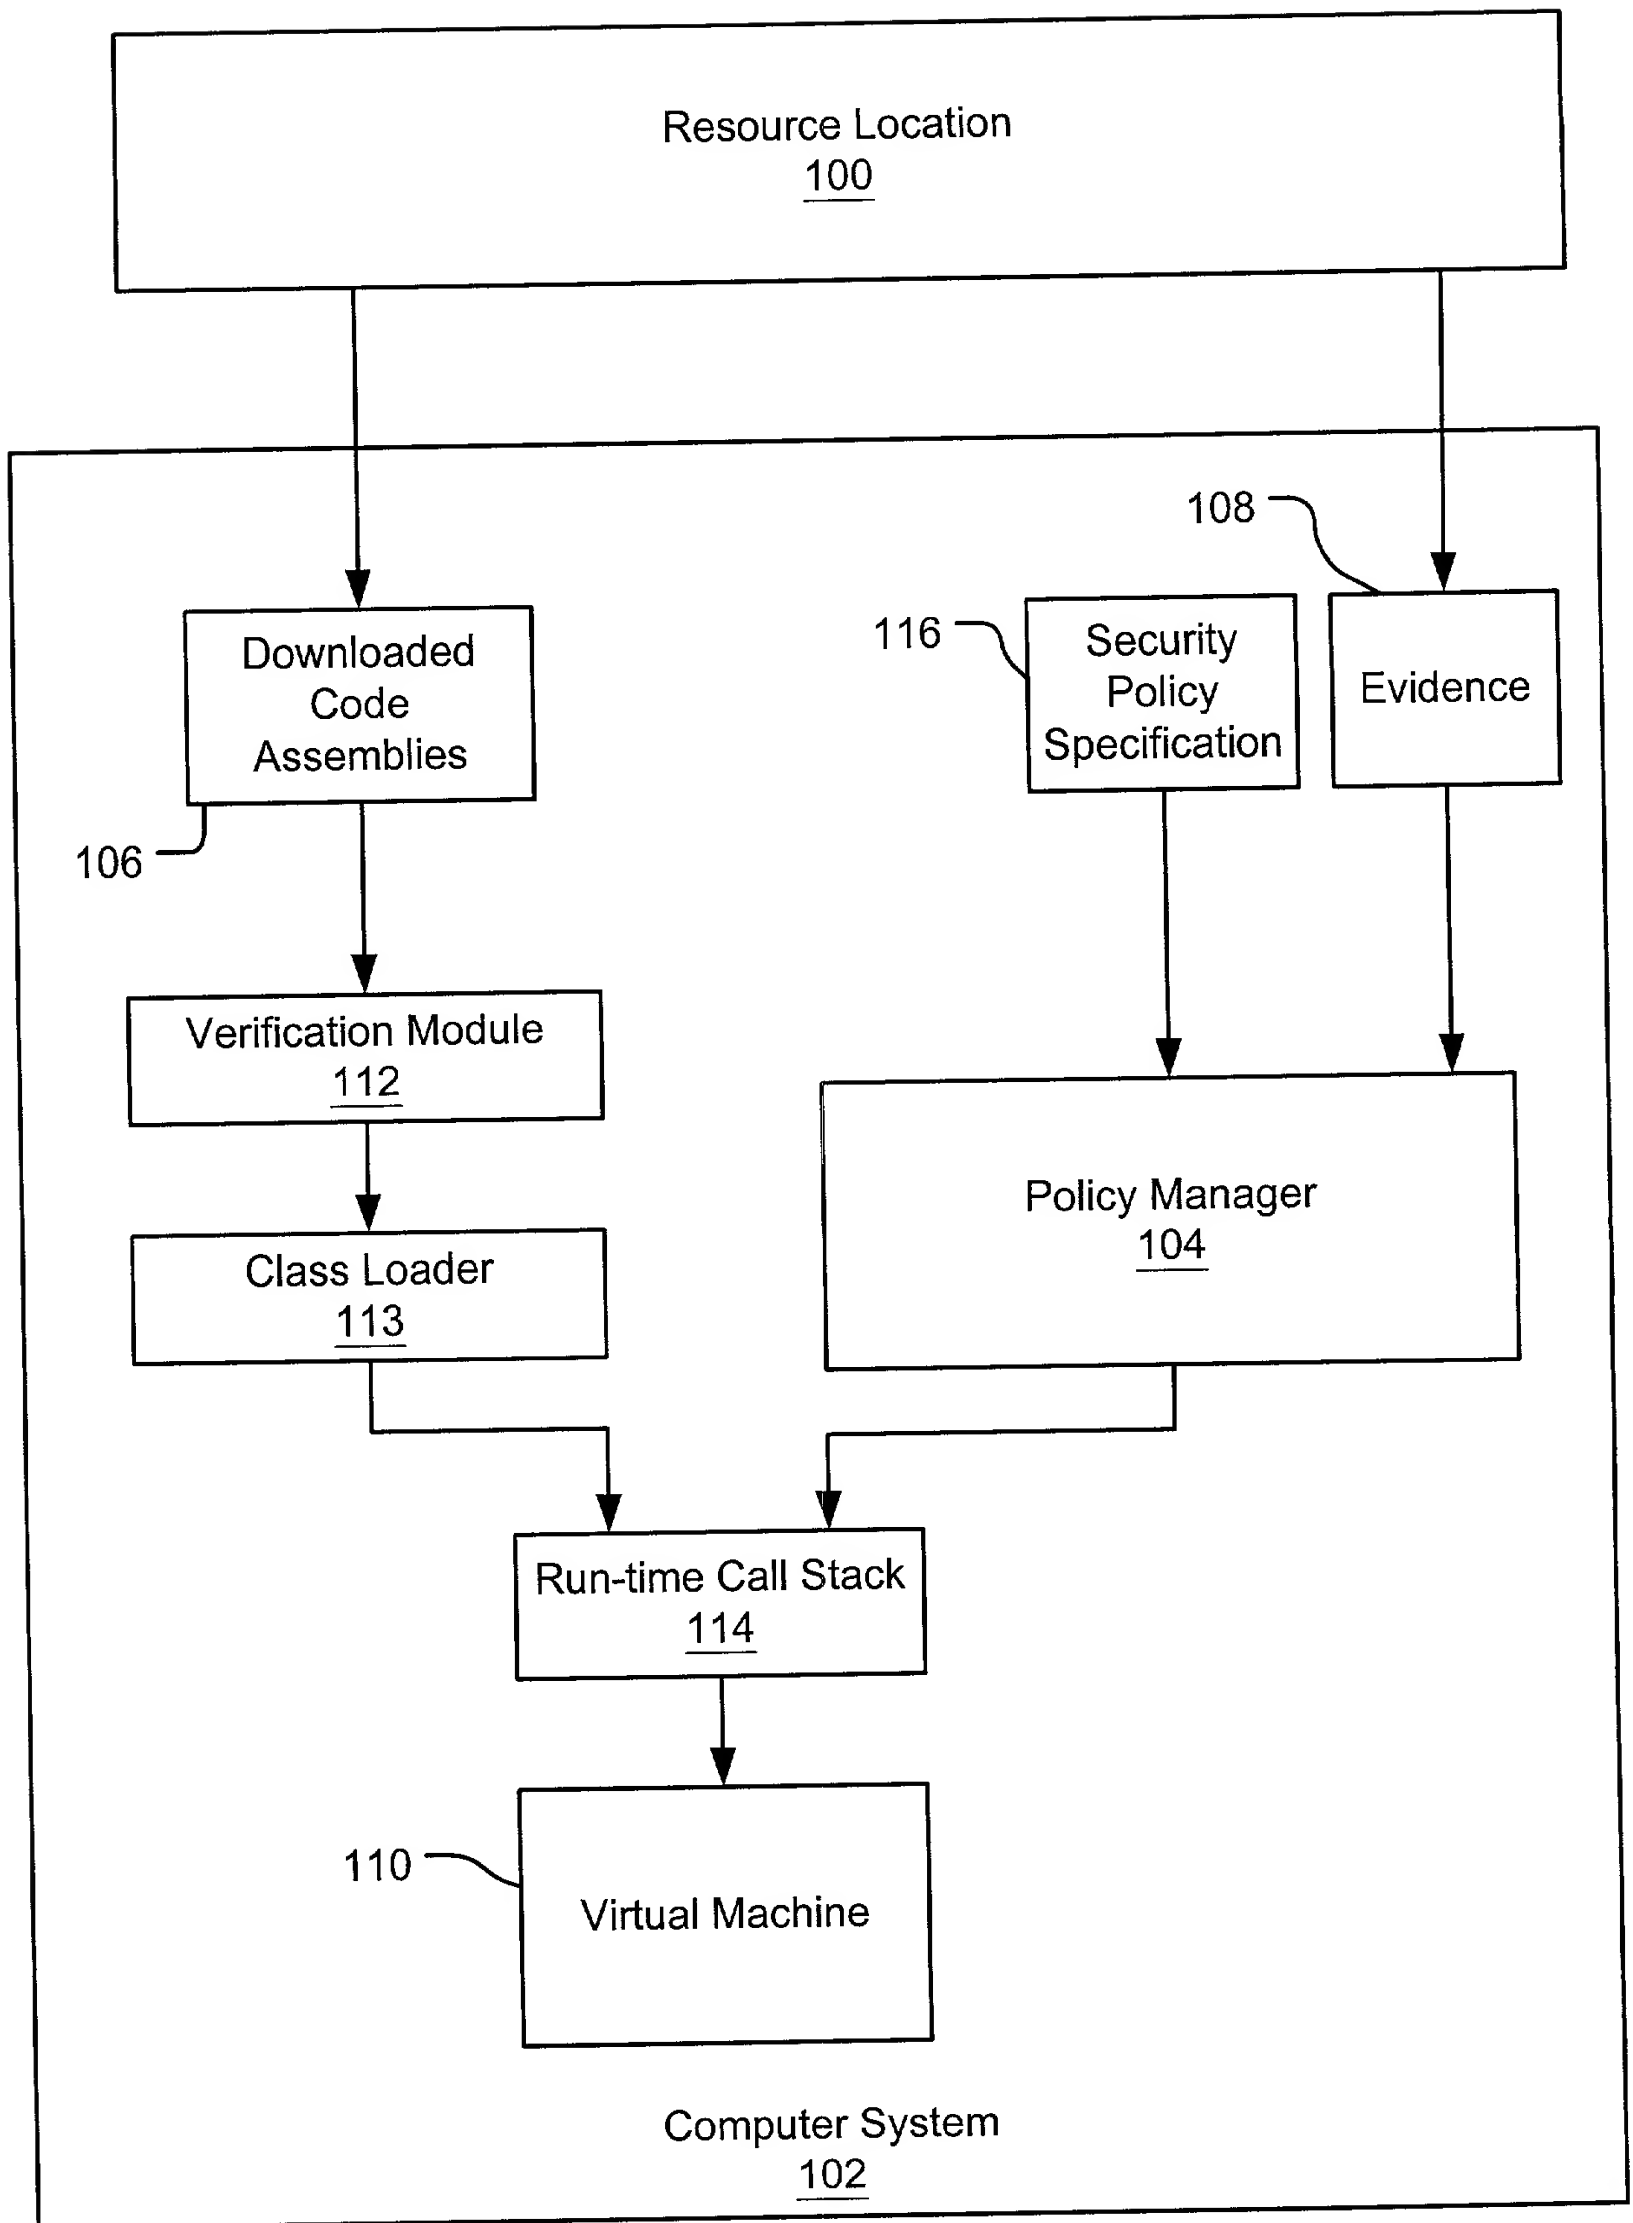 Resource Location
100
108
116
Downloaded
Code
Assemblies
Security
Policy
Specification
Evidence
106
Verification Module
112
Policy Manager
104
Class Loader
113
Run-time Call Stack
114
110
Virtual Machine
Computer System
102